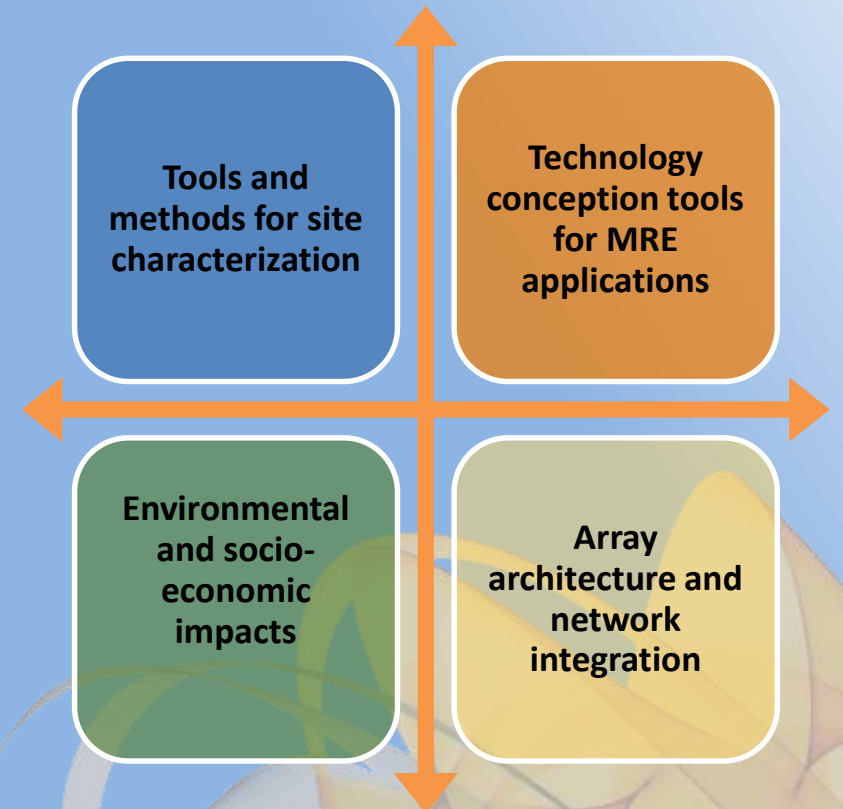 Tools and
methods for site
characterization
Technology
conception tools
for MRE
applications
Environmental
and socio-
economic
impacts
Array
architecture and
network
integration